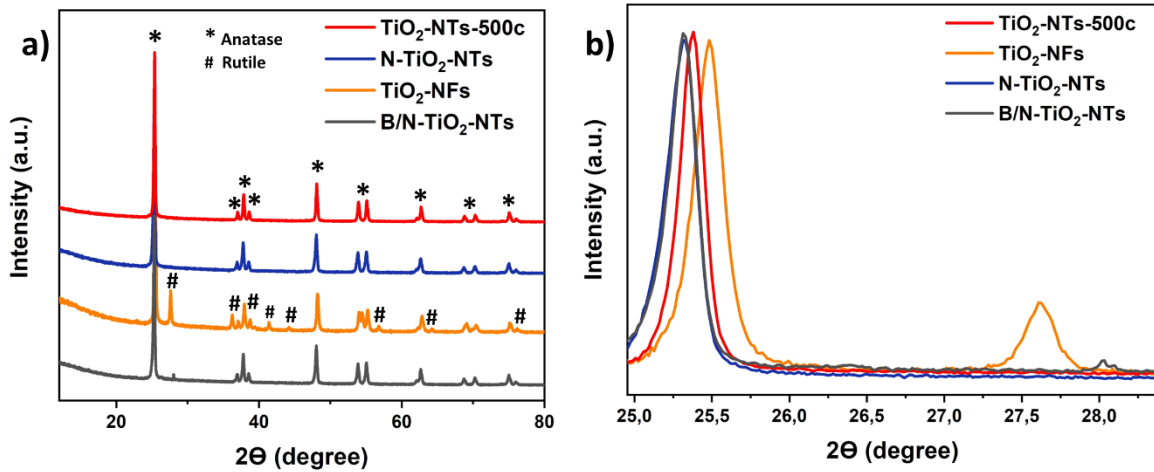 a)
* Anatase
# Rutile
TiO₂-NTs-500c
N-TiO₂-NTs
TiO₂-NFs
B/N-TiO₂-NTs
*
* * * * * * * *
# # # # # # # #
Intensity (a.u.)
20 40 60 80
2Θ (degree)
b)
TiO₂-NTs-500c
TiO₂-NFs
N-TiO₂-NTs
B/N-TiO₂-NTs
Intensity (a.u.)
25,0 25,5 26,0 26,5 27,0 27,5 28,0
2Θ (degree)